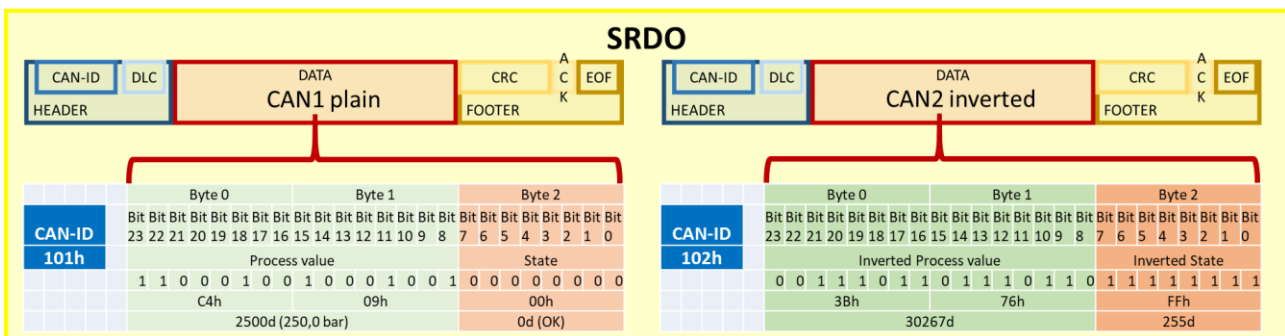 SRDO
CAN-ID DLC DATA CRC ACK EOF
HEADER CAN1 plain FOOTER
CAN-ID DLC DATA CRC ACK EOF
HEADER CAN2 inverted FOOTER
Byte 0 Byte 1 Byte 2
Bit Bit Bit Bit Bit Bit Bit Bit Bit Bit Bit Bit Bit Bit Bit Bit Bit Bit Bit Bit Bit Bit Bit Bit
CAN-ID 23 22 21 20 19 18 17 16 15 14 13 12 11 10 9 8 7 6 5 4 3 2 1 0
101h Process value State
1 1 0 0 0 1 0 0 1 0 0 0 1 0 0 1 0 0 0 0 0 0 0 0
C4h 09h 00h
2500d (250,0 bar) 0d (OK)
Byte 0 Byte 1 Byte 2
Bit Bit Bit Bit Bit Bit Bit Bit Bit Bit Bit Bit Bit Bit Bit Bit Bit Bit Bit Bit Bit Bit Bit Bit
CAN-ID 23 22 21 20 19 18 17 16 15 14 13 12 11 10 9 8 7 6 5 4 3 2 1 0
102h Inverted Process value Inverted State
0 0 1 1 1 0 1 1 0 1 1 1 0 1 1 0 1 1 1 1 1 1 1 1
3Bh 76h FFh
30267d 255d